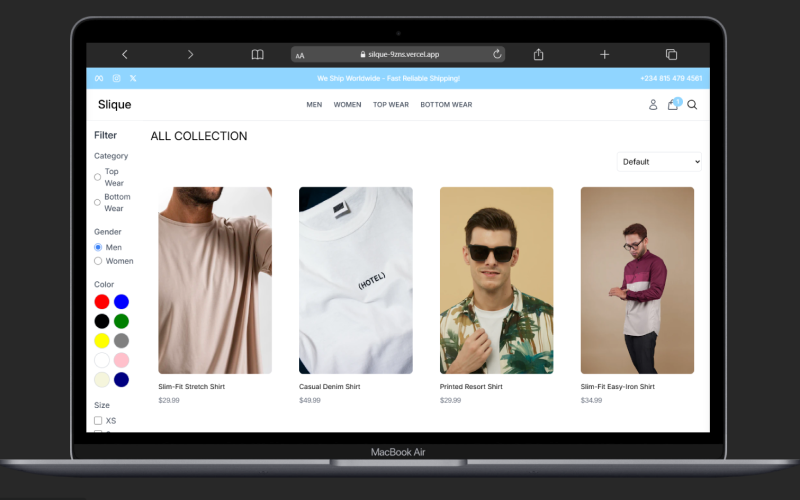 AA silque-9zns.vercel.app
We Ship Worldwide - Fast Reliable Shipping! +234 815 479 4561
Slique MEN WOMEN TOP WEAR BOTTOM WEAR 1
Filter
ALL COLLECTION
Default
Category
Top
Wear
Bottom
Wear
Gender
Men
Women
Color
Size
XS
(HOTEL)
Slim-Fit Stretch Shirt
$29.99
Casual Denim Shirt
$49.99
Printed Resort Shirt
$29.99
Slim-Fit Easy-Iron Shirt
$34.99
MacBook Air